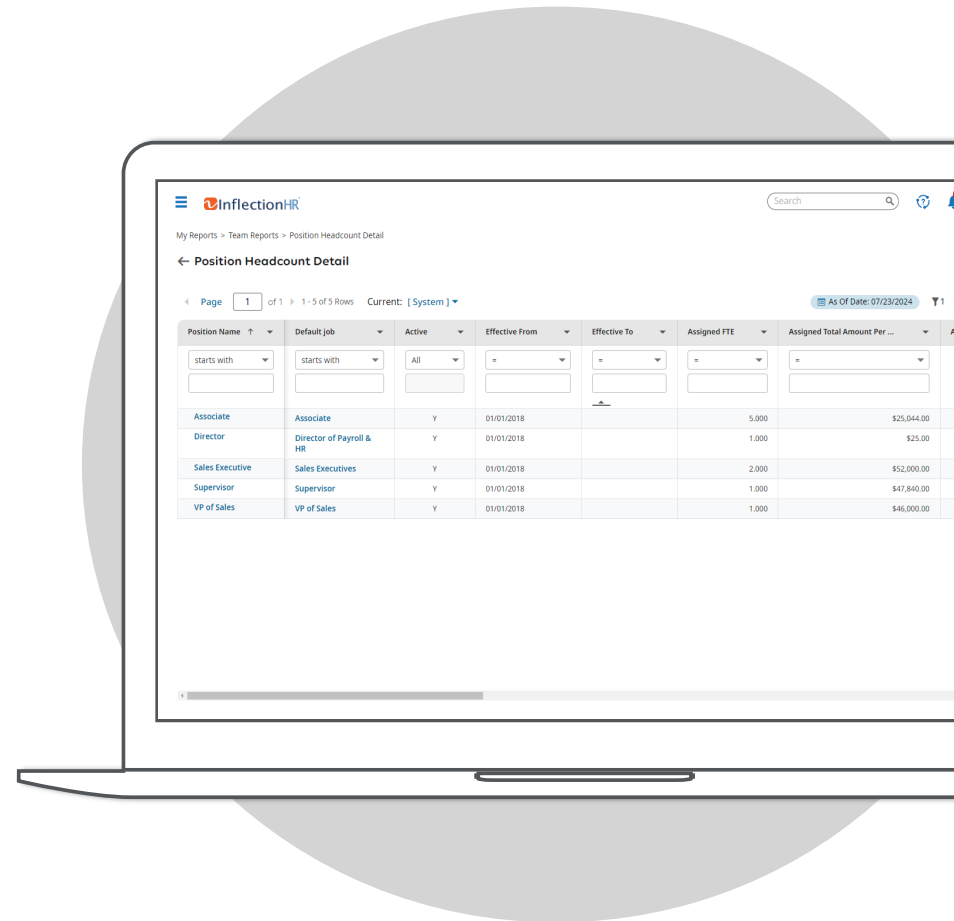 InflectionHR
Search
My Reports > Team Reports > Position Headcount Detail
← Position Headcount Detail
Page 1 of 1 1 - 5 of 5 Rows Current: [ System ] As Of Date: 07/23/2024 1
Position Name ↑ Default job Active Effective From Effective To Assigned FTE Assigned Total Amount Per ... A
starts with starts with All = = = =
Associate Associate Y 01/01/2018 5.000 $25,044.00
Director Director of Payroll & Y 01/01/2018 1.000 $25.00
HR
Sales Executive Sales Executives Y 01/01/2018 2.000 $52,000.00
Supervisor Supervisor Y 01/01/2018 1.000 $47,840.00
VP of Sales VP of Sales Y 01/01/2018 1.000 $46,000.00